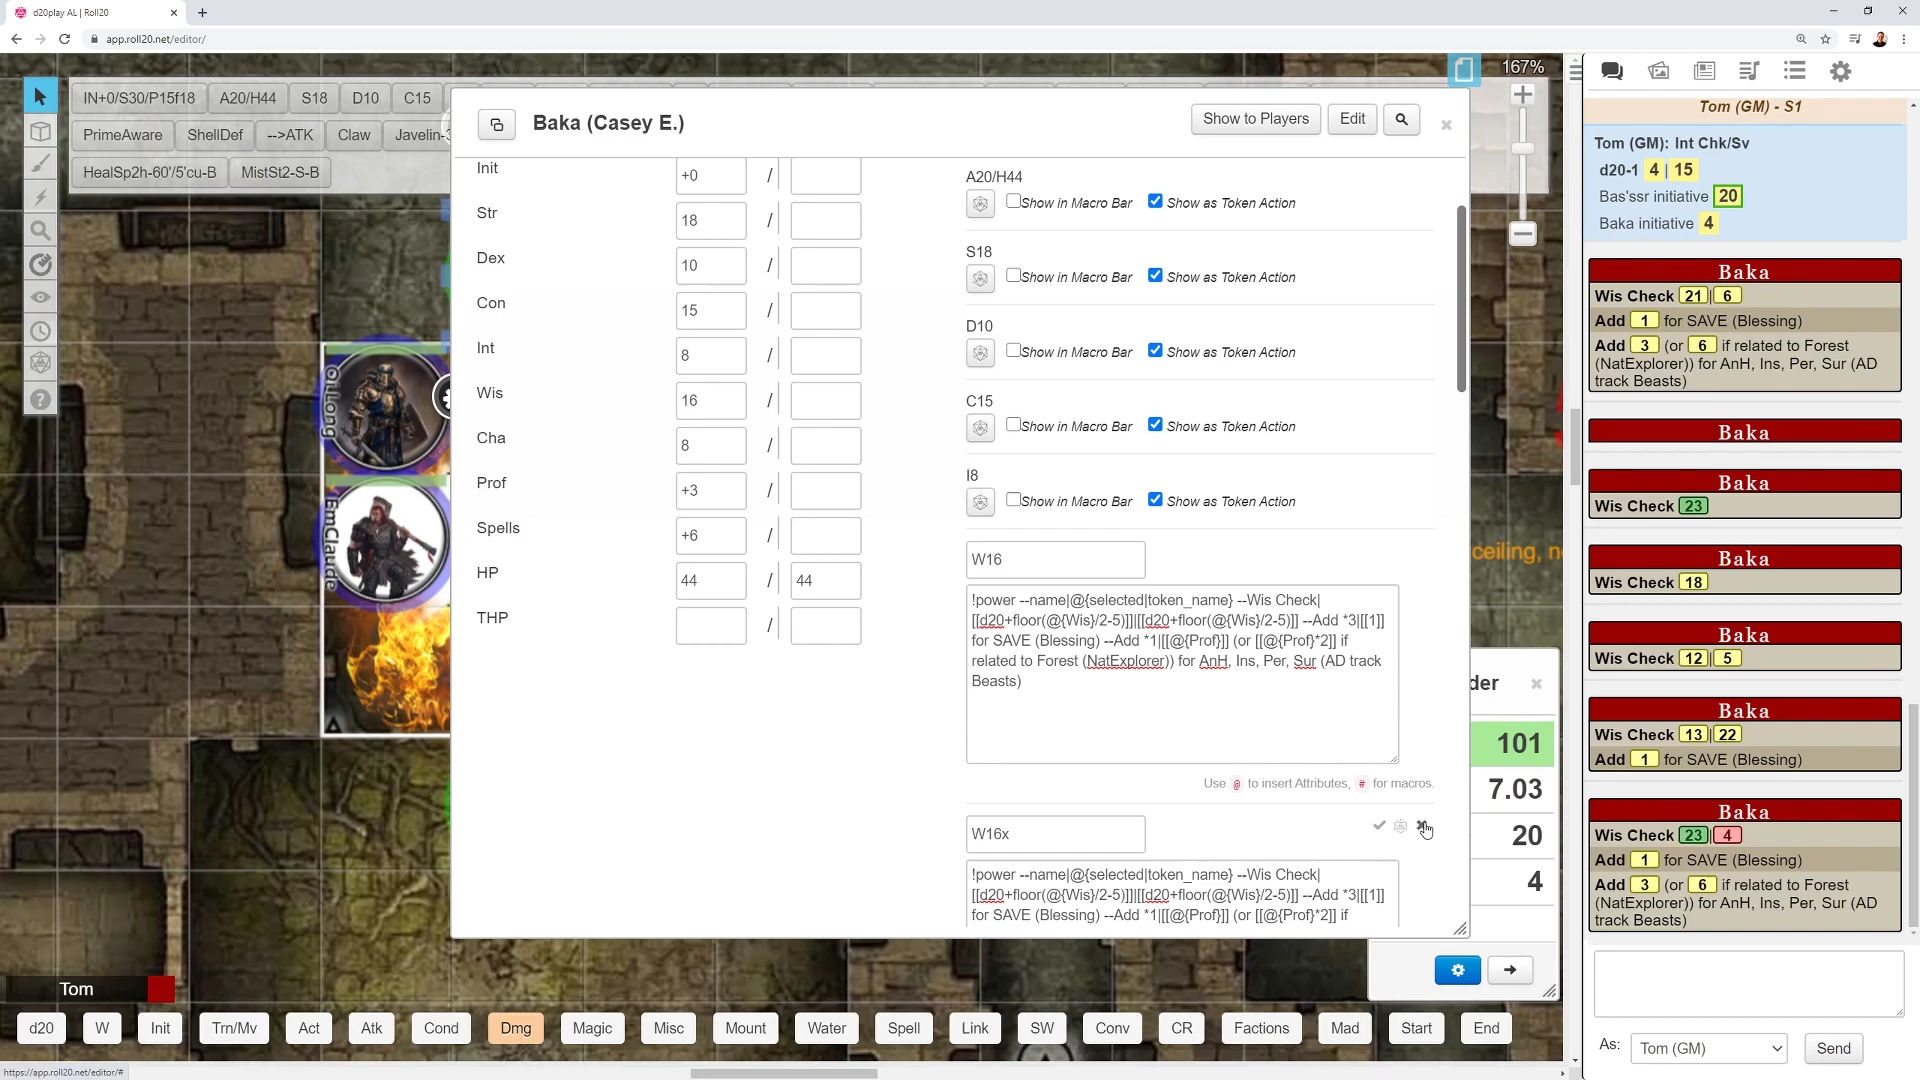 d20play AL | Roll20
app.roll20.net/editor/
167%
IN+0/S30/P15f18
A20/H44
S18
D10
C15
PrimeAware
ShellDef
-->ATK
Claw
Javelin-3
HealSp2h-60'/5'cu-B
MistSt2-S-B
OnLong
EmClaude
Baka (Casey E.)
Show to Players
Edit
Init
+0
/
Str
18
/
Dex
10
/
Con
15
/
Int
8
/
Wis
16
/
Cha
8
/
Prof
+3
/
Spells
+6
/
HP
44
/
44
THP
/
A20/H44
Show in Macro Bar
Show as Token Action
S18
Show in Macro Bar
Show as Token Action
D10
Show in Macro Bar
Show as Token Action
C15
Show in Macro Bar
Show as Token Action
I8
Show in Macro Bar
Show as Token Action
W16
!power --name|@{selected|token_name} --Wis Check|
[[d20+floor(@{Wis}/2-5)]]|[[d20+floor(@{Wis}/2-5)]] --Add *3|[[1]]
for SAVE (Blessing) --Add *1|[[@{Prof}]] (or [[@{Prof}*2]] if
related to Forest (NatExplorer)) for AnH, Ins, Per, Sur (AD track
Beasts)
Use @ to insert Attributes, # for macros.
W16x
!power --name|@{selected|token_name} --Wis Check|
[[d20+floor(@{Wis}/2-5)]]|[[d20+floor(@{Wis}/2-5)]] --Add *3|[[1]]
for SAVE (Blessing) --Add *1|[[@{Prof}]] (or [[@{Prof}*2]] if
ceiling, n
der
101
7.03
20
4
Tom (GM) - S1
Tom (GM): Int Chk/Sv
d20-1 4 | 15
Bas'ssr initiative 20
Baka initiative 4
Baka
Wis Check 21 | 6
Add 1 for SAVE (Blessing)
Add 3 (or 6 if related to Forest
(NatExplorer)) for AnH, Ins, Per, Sur (AD
track Beasts)
Baka
Baka
Wis Check 23
Baka
Wis Check 18
Baka
Wis Check 12 | 5
Baka
Wis Check 13 | 22
Add 1 for SAVE (Blessing)
Baka
Wis Check 23 | 4
Add 1 for SAVE (Blessing)
Add 3 (or 6 if related to Forest
(NatExplorer)) for AnH, Ins, Per, Sur (AD
track Beasts)
As:
Tom (GM)
Send
Tom
d20
W
Init
Trn/Mv
Act
Atk
Cond
Dmg
Magic
Misc
Mount
Water
Spell
Link
SW
Conv
CR
Factions
Mad
Start
End
https://app.roll20.net/editor/#